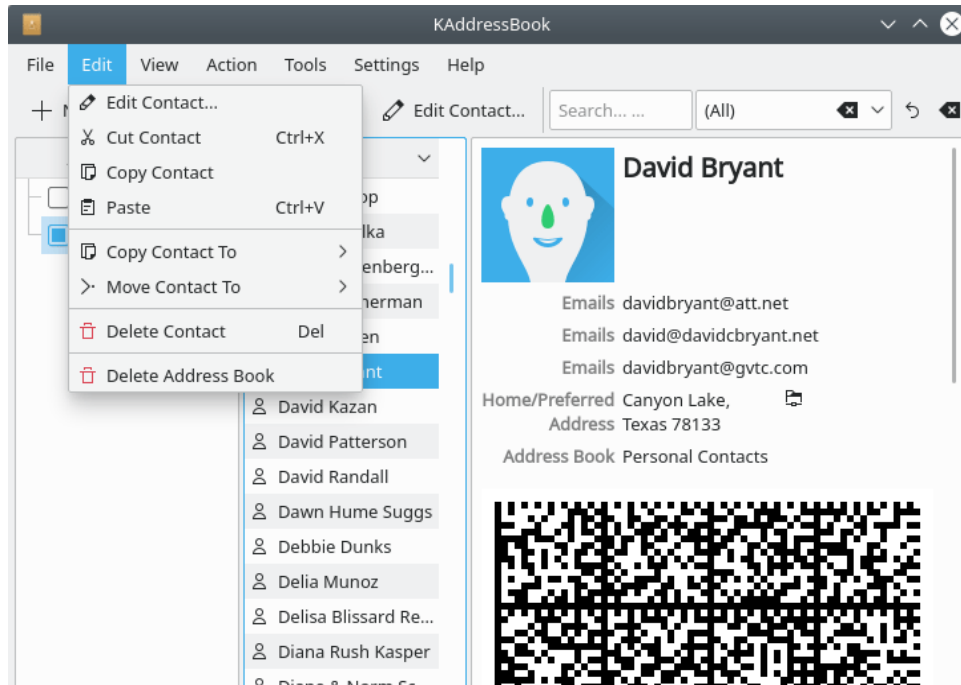 KAddressBook
File Edit View Action Tools Settings Help
Edit Contact... Search... ... (All)
Edit Contact...
Cut Contact Ctrl+X
Copy Contact
Paste Ctrl+V
Copy Contact To
Move Contact To
Delete Contact Del
Delete Address Book
David Kazan
David Patterson
David Randall
Dawn Hume Suggs
Debbie Dunks
Delia Munoz
Delisa Blissard Re...
Diana Rush Kasper
David Bryant
Emails davidbryant@att.net
Emails david@davidcbryant.net
Emails davidbryant@gvtc.com
Home/Preferred Canyon Lake,
Address Texas 78133
Address Book Personal Contacts